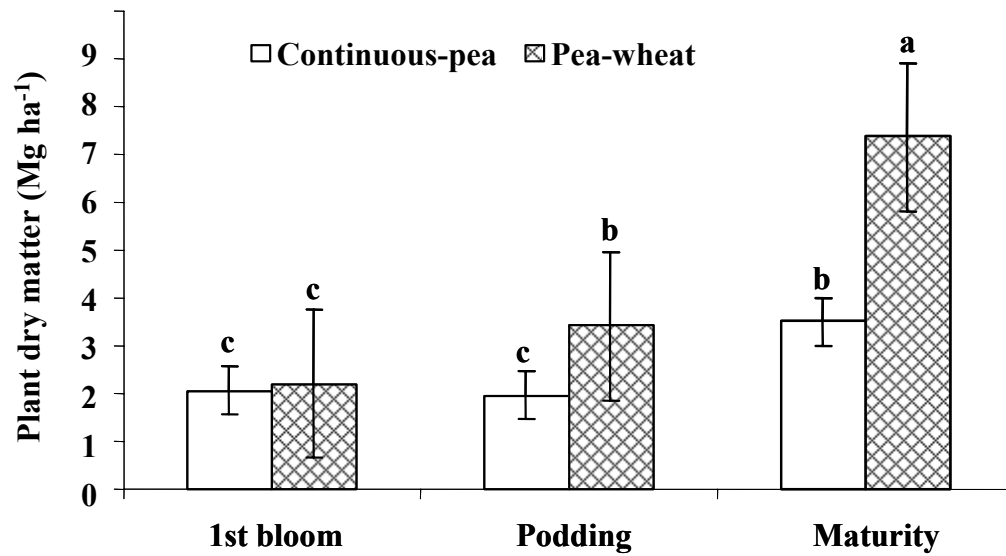 Plant dry matter (Mg ha-1)
9
8
7
6
5
4
3
2
1
0
Continuous-pea Pea-wheat
c
c
c
b
b
a
1st bloom Podding Maturity